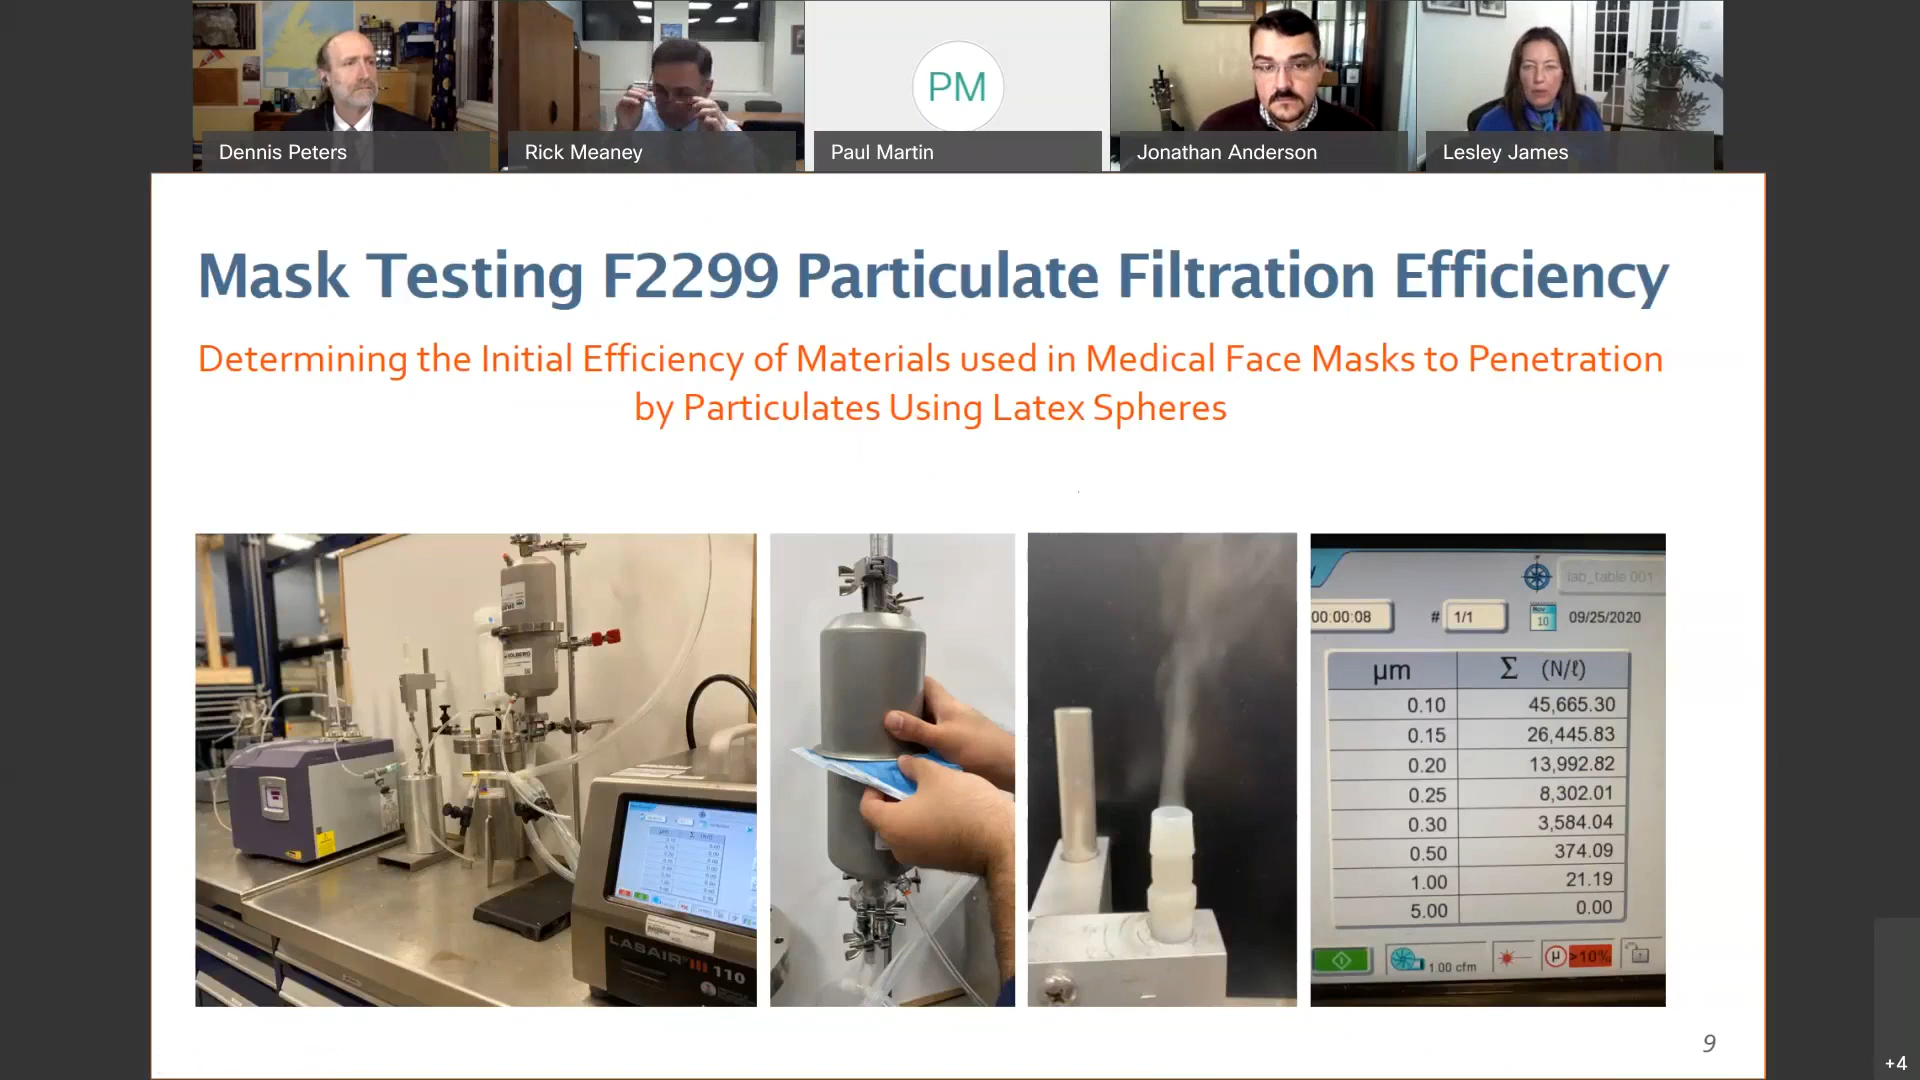 Dennis Peters
Rick Meaney
PM
Paul Martin
Jonathan Anderson
Lesley James
Mask Testing F2299 Particulate Filtration Efficiency
Determining the Initial Efficiency of Materials used in Medical Face Masks to Penetration
by Particulates Using Latex Spheres
LASAIR III 110
lab_table 001
00:00:08 # 1/1 Nov 10 09/25/2020
µm Σ (N/ℓ)
0.10 45,665.30
0.15 26,445.83
0.20 13,992.82
0.25 8,302.01
0.30 3,584.04
0.50 374.09
1.00 21.19
5.00 0.00
1.00 cfm µ >10%
9
+4